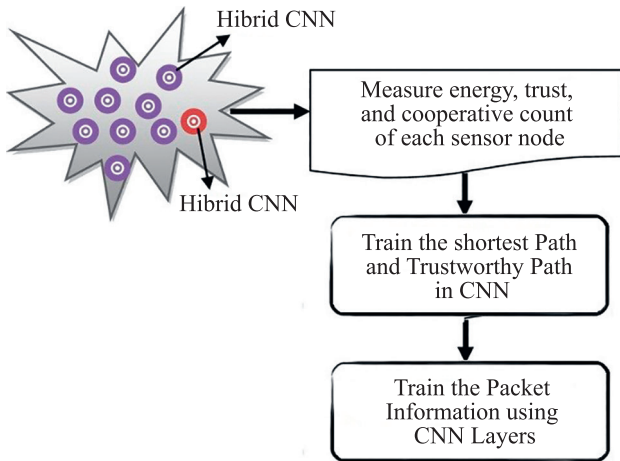 Hibrid CNN
Hibrid CNN
Measure energy, trust,
and cooperative count
of each sensor node
Train the shortest Path
and Trustworthy Path
in CNN
Train the Packet
Information using
CNN Layers